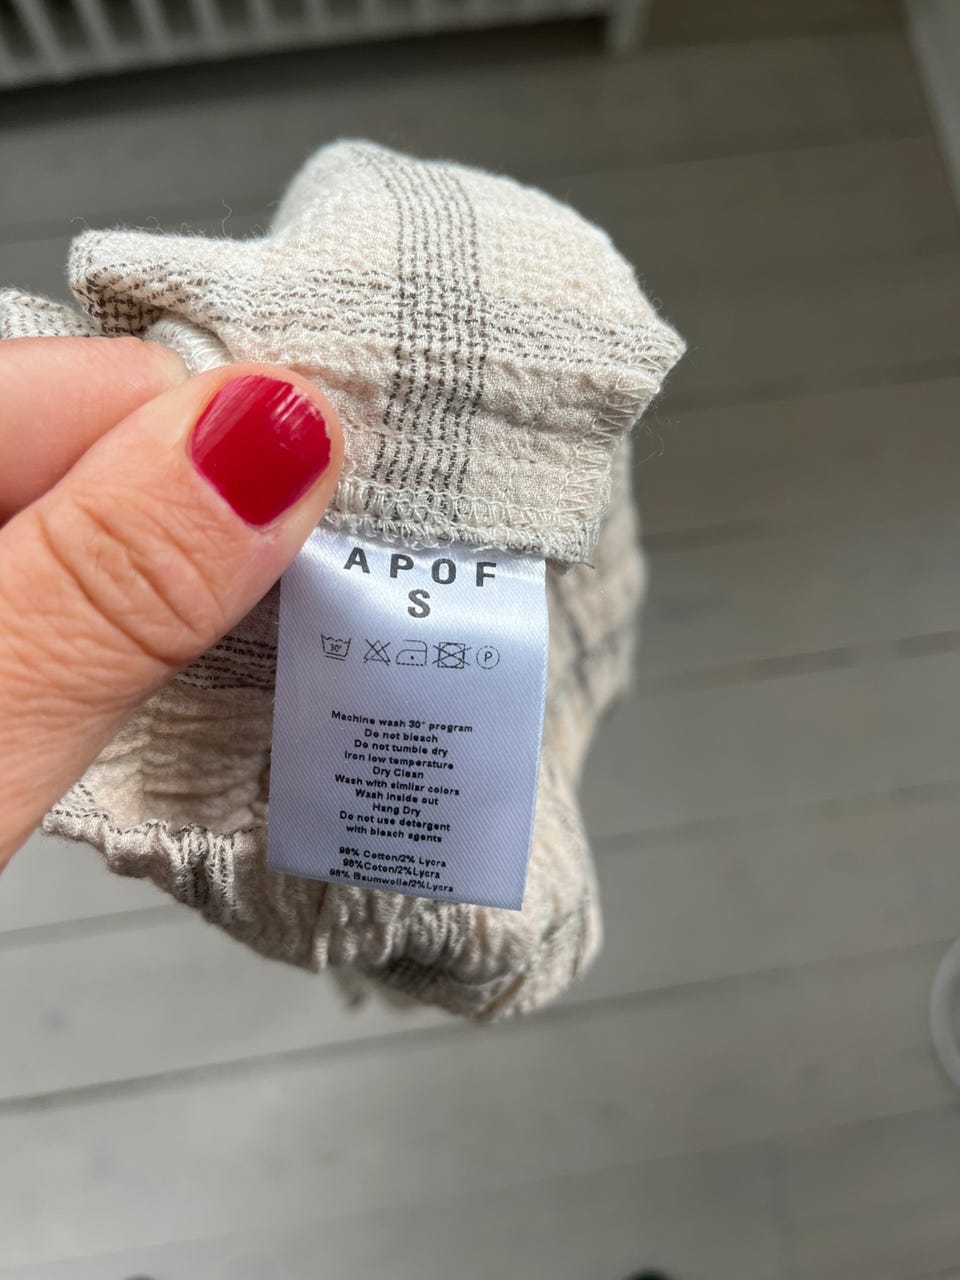 APOF
S
30°
P
Machine wash 30° program
Do not bleach
Do not tumble dry
Iron low temperature
Dry Clean
Wash with similar colors
Wash inside out
Hang Dry
Do not use detergent
with bleach agents
98% Cotton/2% Lycra
98%Coton/2%Lycra
98% Baumwolle/2%Lycra